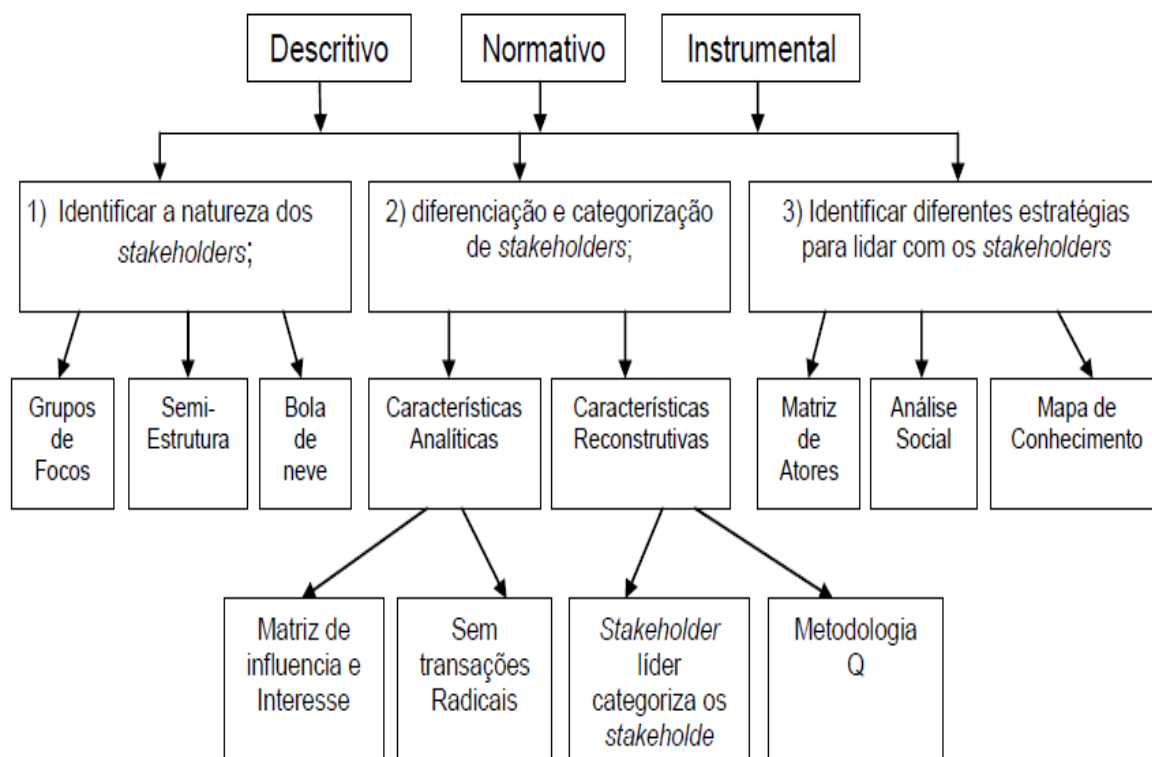 Descritivo
Normativo
Instrumental
1) Identificar a natureza dos
stakeholders;
2) diferenciação e categorização
de stakeholders;
3) Identificar diferentes estratégias
para lidar com os stakeholders
Grupos
de
Focos
Semi-
Estrutura
Bola
de
neve
Características
Analíticas
Características
Reconstrutivas
Matriz
de
Atores
Análise
Social
Mapa de
Conhecimento
Matriz de
influencia e
Interesse
Sem
transações
Radicais
Stakeholder
líder
categoriza os
stakeholde
Metodologia
Q